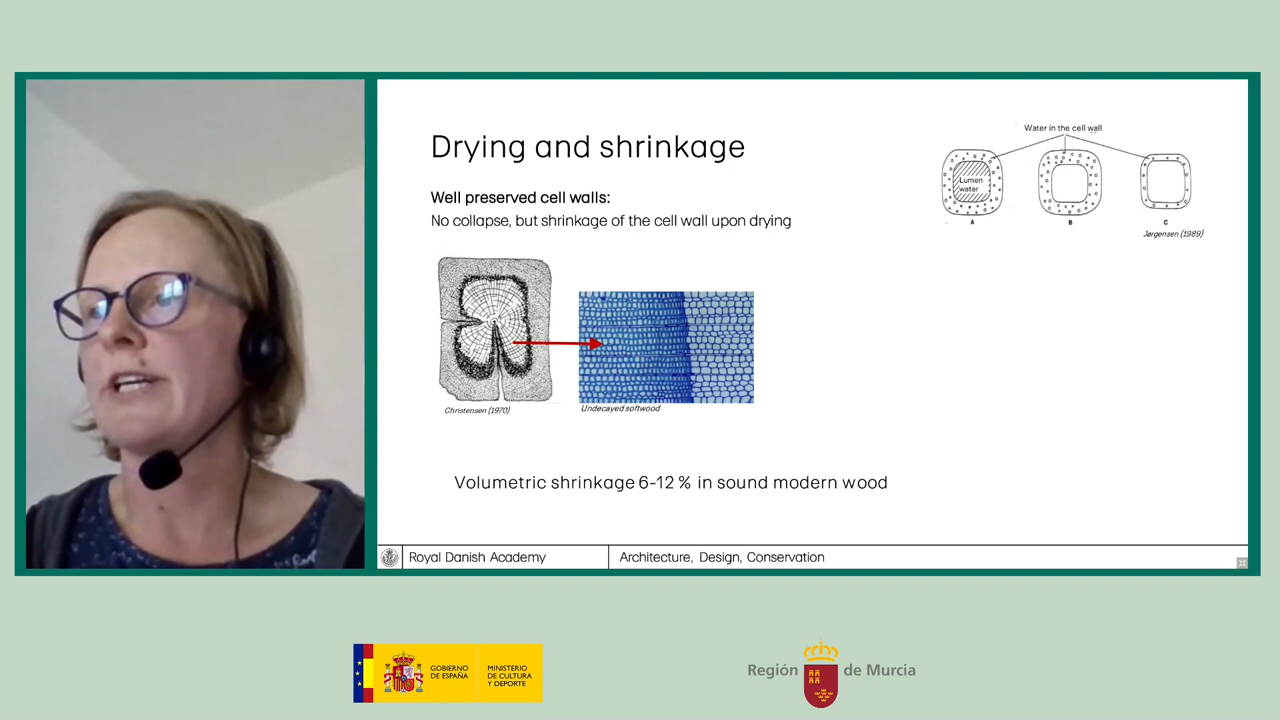 Drying and shrinkage
Well preserved cell walls:
No collapse, but shrinkage of the cell wall upon drying
Water in the cell wall
Lumen
water
A
B
C
Jørgensen (1989)
Christensen (1970)
Undecayed softwood
Volumetric shrinkage 6-12 % in sound modern wood
Royal Danish Academy
Architecture, Design, Conservation
GOBIERNO
DE ESPAÑA
MINISTERIO
DE CULTURA
Y DEPORTE
Región de Murcia